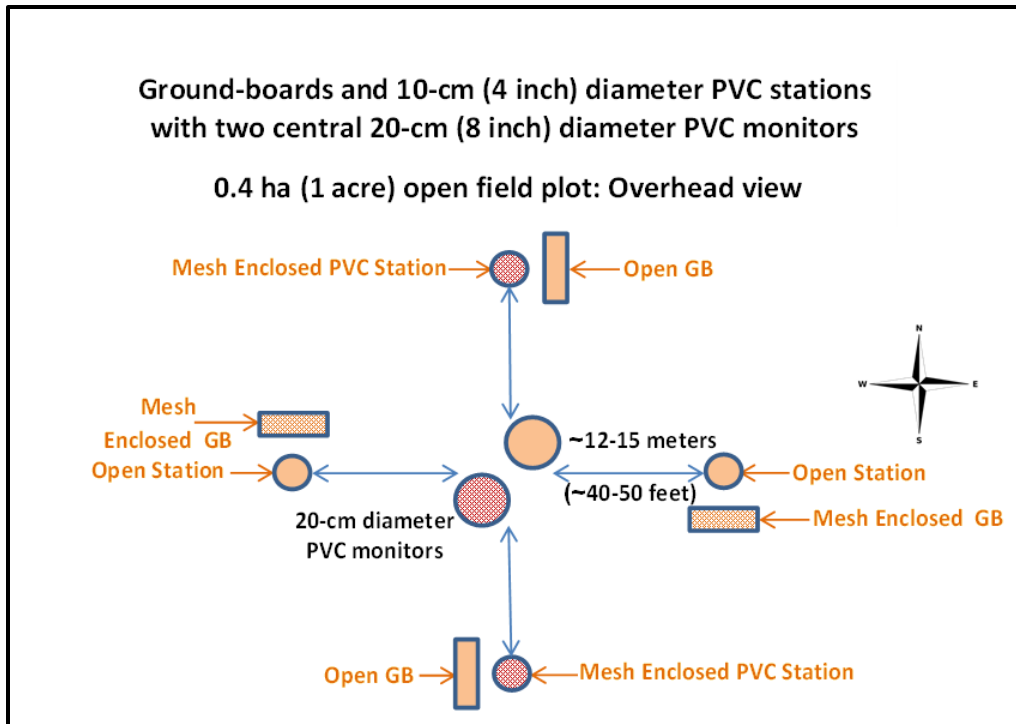 Ground-boards and 10-cm (4 inch) diameter PVC stations
with two central 20-cm (8 inch) diameter PVC monitors
0.4 ha (1 acre) open field plot: Overhead view
Mesh Enclosed PVC Station
Open GB
N
W
E
S
Mesh
Enclosed GB
Open Station
~12-15 meters
(~40-50 feet)
Open Station
Mesh Enclosed GB
20-cm diameter
PVC monitors
Open GB
Mesh Enclosed PVC Station